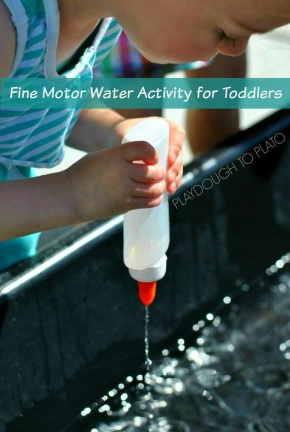 Fine Motor Water Activity for Toddlers
PLAYDOUGH TO PLATO